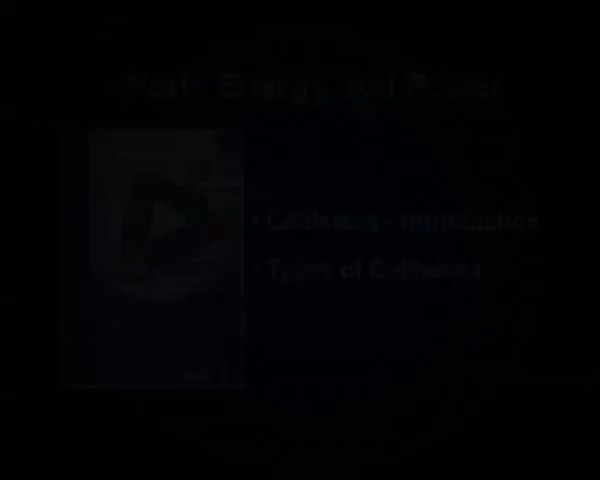 Work, Energy and Power
• Collisions - Introduction
• Types of Collisions